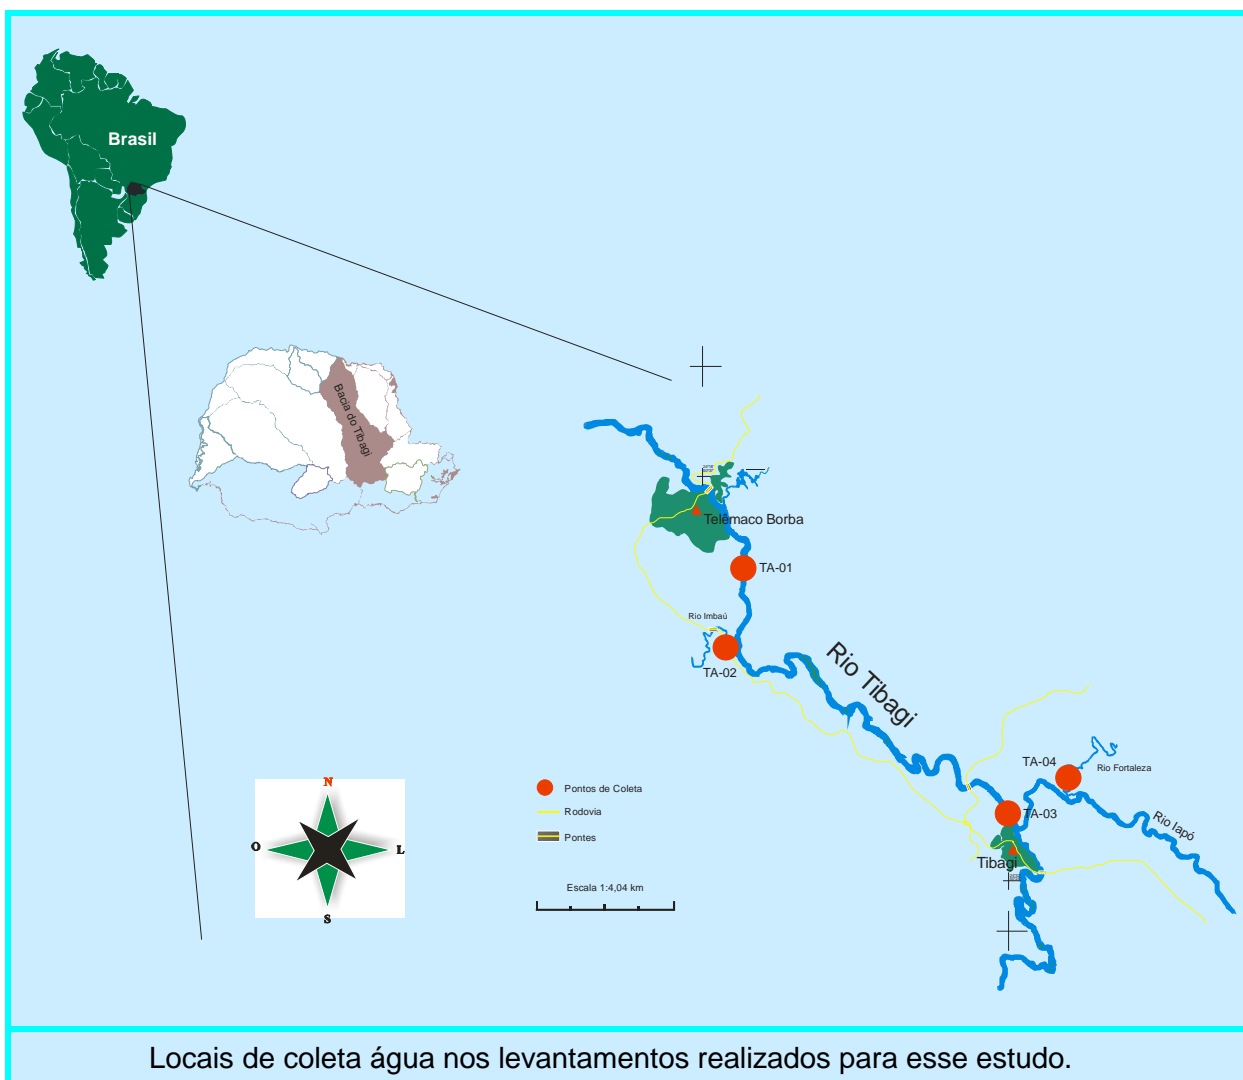 Brasil
Bacia do Tibagi
Telêmaco Borba
TA-01
Rio Imbaú
TA-02
Rio Tibagi
TA-04
Rio Fortaleza
TA-03
Rio Iapó
Tibagi
N
O
L
S
Pontos de Coleta
Rodovia
Pontes
Escala 1:4,04 km
Locais de coleta água nos levantamentos realizados para esse estudo.